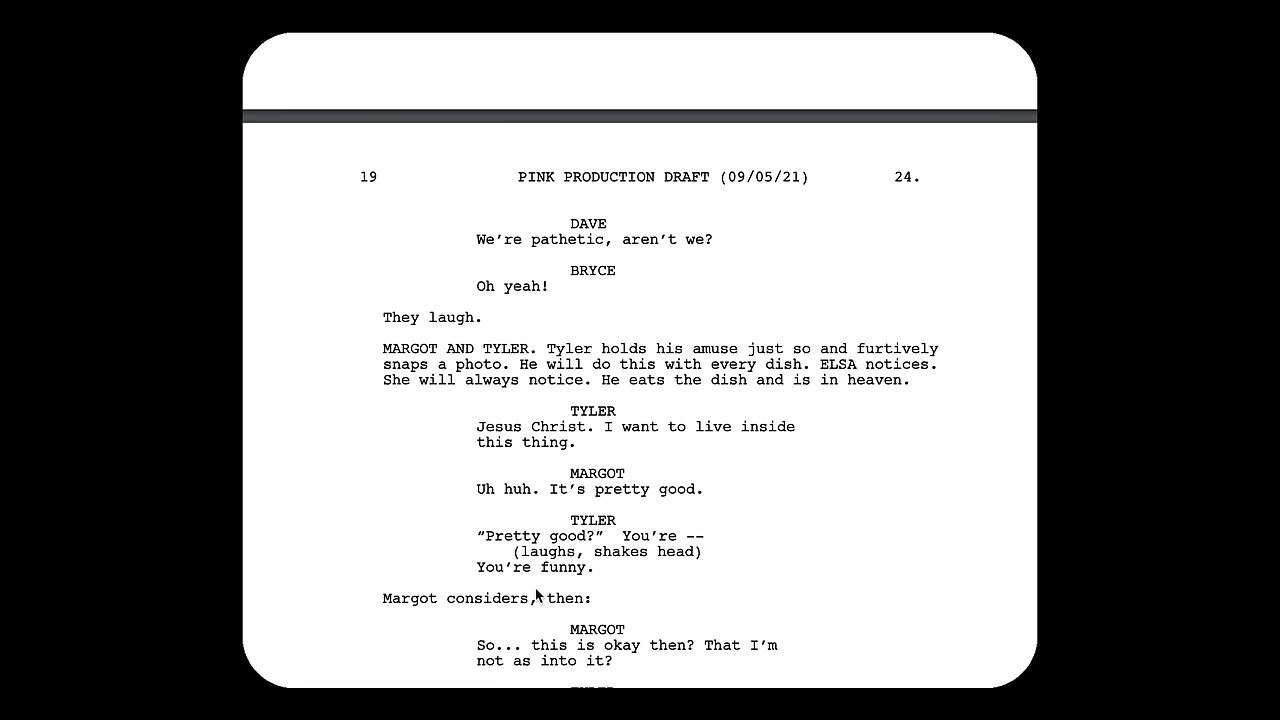 19 PINK PRODUCTION DRAFT (09/05/21) 24.
DAVE
We're pathetic, aren't we?
BRYCE
Oh yeah!
They laugh.
MARGOT AND TYLER. Tyler holds his amuse just so and furtively
snaps a photo. He will do this with every dish. ELSA notices.
She will always notice. He eats the dish and is in heaven.
TYLER
Jesus Christ. I want to live inside
this thing.
MARGOT
Uh huh. It's pretty good.
TYLER
“Pretty good?”  You're --
(laughs, shakes head)
You're funny.
Margot considers, then:
MARGOT
So... this is okay then? That I'm
not as into it?